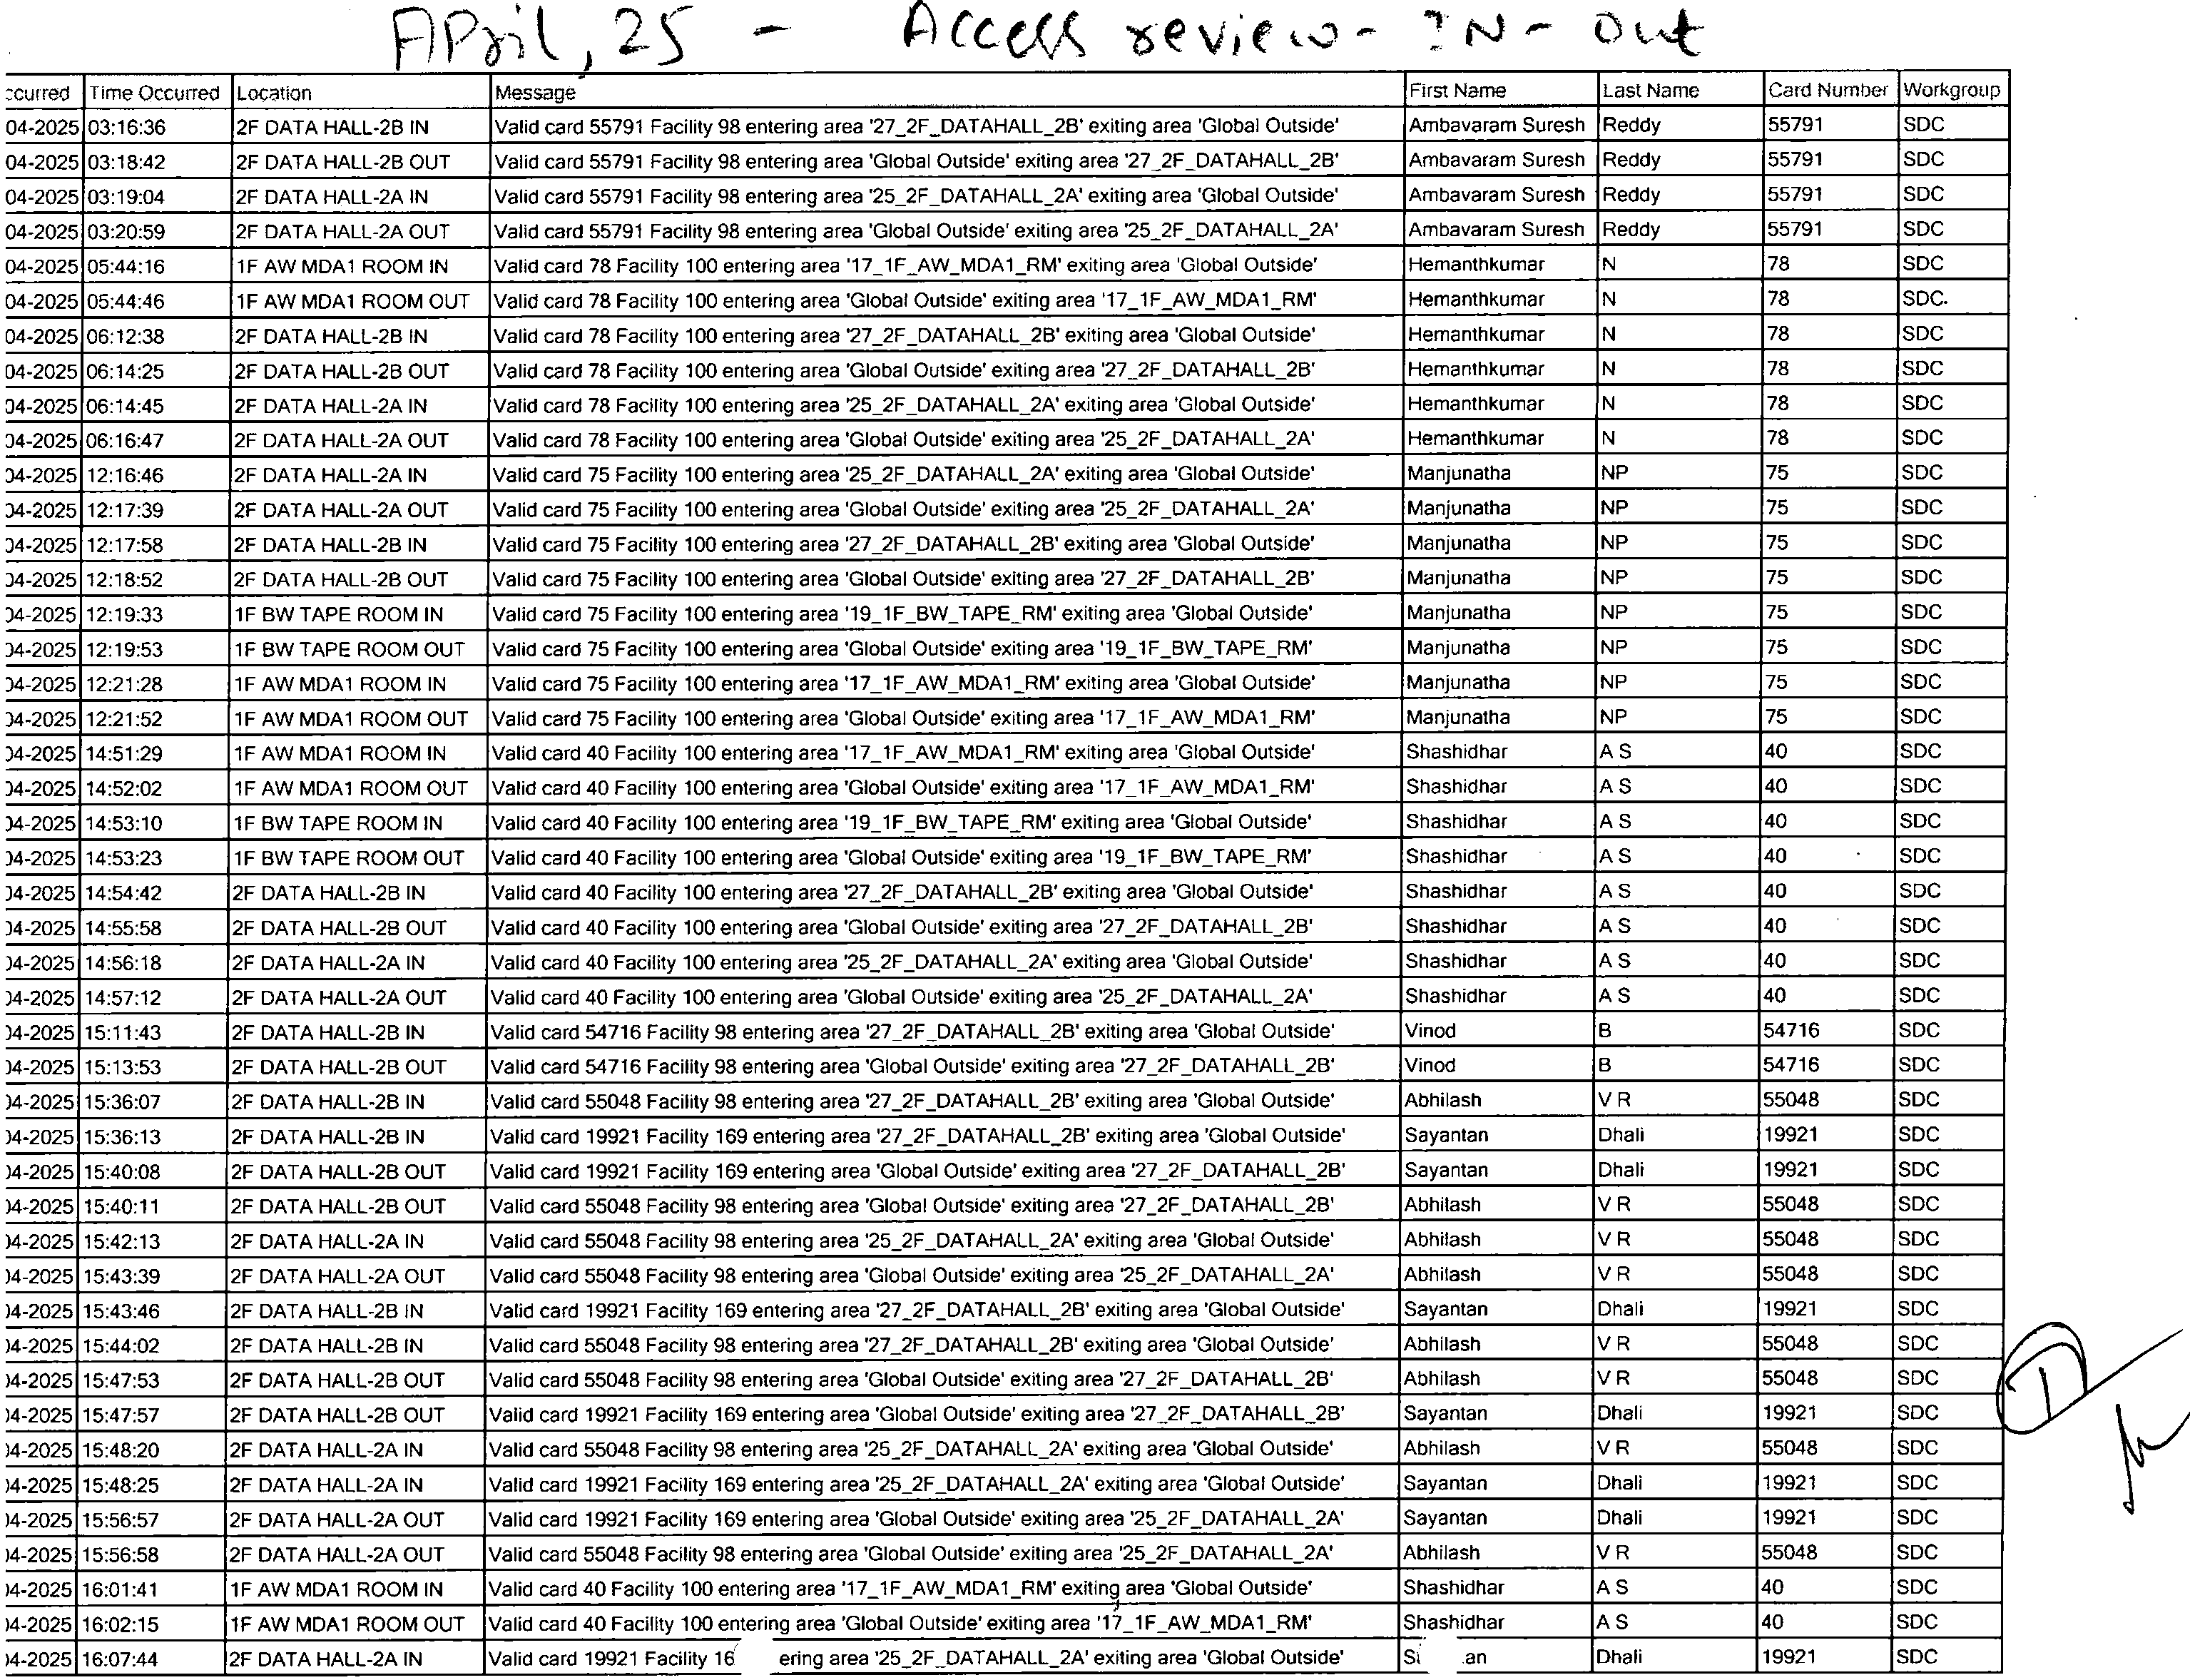 April, 25 - Access review - IN - Out
ccurred Time Occurred Location Message First Name Last Name Card Number Workgroup
04-2025 03:16:36 2F DATA HALL-2B IN Valid card 55791 Facility 98 entering area '27_2F_DATAHALL_2B' exiting area 'Global Outside' Ambavaram Suresh Reddy 55791 SDC
04-2025 03:18:42 2F DATA HALL-2B OUT Valid card 55791 Facility 98 entering area 'Global Outside' exiting area '27_2F_DATAHALL_2B' Ambavaram Suresh Reddy 55791 SDC
04-2025 03:19:04 2F DATA HALL-2A IN Valid card 55791 Facility 98 entering area '25_2F_DATAHALL_2A' exiting area 'Global Outside' Ambavaram Suresh Reddy 55791 SDC
04-2025 03:20:59 2F DATA HALL-2A OUT Valid card 55791 Facility 98 entering area 'Global Outside' exiting area '25_2F_DATAHALL_2A' Ambavaram Suresh Reddy 55791 SDC
04-2025 05:44:16 1F AW MDA1 ROOM IN Valid card 78 Facility 100 entering area '17_1F_AW_MDA1_RM' exiting area 'Global Outside' Hemanthkumar N 78 SDC
04-2025 05:44:46 1F AW MDA1 ROOM OUT Valid card 78 Facility 100 entering area 'Global Outside' exiting area '17_1F_AW_MDA1_RM' Hemanthkumar N 78 SDC.
04-2025 06:12:38 2F DATA HALL-2B IN Valid card 78 Facility 100 entering area '27_2F_DATAHALL_2B' exiting area 'Global Outside' Hemanthkumar N 78 SDC
04-2025 06:14:25 2F DATA HALL-2B OUT Valid card 78 Facility 100 entering area 'Global Outside' exiting area '27_2F_DATAHALL_2B' Hemanthkumar N 78 SDC
04-2025 06:14:45 2F DATA HALL-2A IN Valid card 78 Facility 100 entering area '25_2F_DATAHALL_2A' exiting area 'Global Outside' Hemanthkumar N 78 SDC
04-2025 06:16:47 2F DATA HALL-2A OUT Valid card 78 Facility 100 entering area 'Global Outside' exiting area '25_2F_DATAHALL_2A' Hemanthkumar N 78 SDC
04-2025 12:16:46 2F DATA HALL-2A IN Valid card 75 Facility 100 entering area '25_2F_DATAHALL_2A' exiting area 'Global Outside' Manjunatha NP 75 SDC
04-2025 12:17:39 2F DATA HALL-2A OUT Valid card 75 Facility 100 entering area 'Global Outside' exiting area '25_2F_DATAHALL_2A' Manjunatha NP 75 SDC
04-2025 12:17:58 2F DATA HALL-2B IN Valid card 75 Facility 100 entering area '27_2F_DATAHALL_2B' exiting area 'Global Outside' Manjunatha NP 75 SDC
04-2025 12:18:52 2F DATA HALL-2B OUT Valid card 75 Facility 100 entering area 'Global Outside' exiting area '27_2F_DATAHALL_2B' Manjunatha NP 75 SDC
04-2025 12:19:33 1F BW TAPE ROOM IN Valid card 75 Facility 100 entering area '19_1F_BW_TAPE_RM' exiting area 'Global Outside' Manjunatha NP 75 SDC
04-2025 12:19:53 1F BW TAPE ROOM OUT Valid card 75 Facility 100 entering area 'Global Outside' exiting area '19_1F_BW_TAPE_RM' Manjunatha NP 75 SDC
04-2025 12:21:28 1F AW MDA1 ROOM IN Valid card 75 Facility 100 entering area '17_1F_AW_MDA1_RM' exiting area 'Global Outside' Manjunatha NP 75 SDC
04-2025 12:21:52 1F AW MDA1 ROOM OUT Valid card 75 Facility 100 entering area 'Global Outside' exiting area '17_1F_AW_MDA1_RM' Manjunatha NP 75 SDC
04-2025 14:51:29 1F AW MDA1 ROOM IN Valid card 40 Facility 100 entering area '17_1F_AW_MDA1_RM' exiting area 'Global Outside' Shashidhar A S 40 SDC
04-2025 14:52:02 1F AW MDA1 ROOM OUT Valid card 40 Facility 100 entering area 'Global Outside' exiting area '17_1F_AW_MDA1_RM' Shashidhar A S 40 SDC
04-2025 14:53:10 1F BW TAPE ROOM IN Valid card 40 Facility 100 entering area '19_1F_BW_TAPE_RM' exiting area 'Global Outside' Shashidhar A S 40 SDC
04-2025 14:53:23 1F BW TAPE ROOM OUT Valid card 40 Facility 100 entering area 'Global Outside' exiting area '19_1F_BW_TAPE_RM' Shashidhar A S 40 SDC
04-2025 14:54:42 2F DATA HALL-2B IN Valid card 40 Facility 100 entering area '27_2F_DATAHALL_2B' exiting area 'Global Outside' Shashidhar A S 40 SDC
04-2025 14:55:58 2F DATA HALL-2B OUT Valid card 40 Facility 100 entering area 'Global Outside' exiting area '27_2F_DATAHALL_2B' Shashidhar A S 40 SDC
04-2025 14:56:18 2F DATA HALL-2A IN Valid card 40 Facility 100 entering area '25_2F_DATAHALL_2A' exiting area 'Global Outside' Shashidhar A S 40 SDC
04-2025 14:57:12 2F DATA HALL-2A OUT Valid card 40 Facility 100 entering area 'Global Outside' exiting area '25_2F_DATAHALL_2A' Shashidhar A S 40 SDC
04-2025 15:11:43 2F DATA HALL-2B IN Valid card 54716 Facility 98 entering area '27_2F_DATAHALL_2B' exiting area 'Global Outside' Vinod B 54716 SDC
04-2025 15:13:53 2F DATA HALL-2B OUT Valid card 54716 Facility 98 entering area 'Global Outside' exiting area '27_2F_DATAHALL_2B' Vinod B 54716 SDC
04-2025 15:36:07 2F DATA HALL-2B IN Valid card 55048 Facility 98 entering area '27_2F_DATAHALL_2B' exiting area 'Global Outside' Abhilash V R 55048 SDC
04-2025 15:36:13 2F DATA HALL-2B IN Valid card 19921 Facility 169 entering area '27_2F_DATAHALL_2B' exiting area 'Global Outside' Sayantan Dhali 19921 SDC
04-2025 15:40:08 2F DATA HALL-2B OUT Valid card 19921 Facility 169 entering area 'Global Outside' exiting area '27_2F_DATAHALL_2B' Sayantan Dhali 19921 SDC
04-2025 15:40:11 2F DATA HALL-2B OUT Valid card 55048 Facility 98 entering area 'Global Outside' exiting area '27_2F_DATAHALL_2B' Abhilash V R 55048 SDC
04-2025 15:42:13 2F DATA HALL-2A IN Valid card 55048 Facility 98 entering area '25_2F_DATAHALL_2A' exiting area 'Global Outside' Abhilash V R 55048 SDC
04-2025 15:43:39 2F DATA HALL-2A OUT Valid card 55048 Facility 98 entering area 'Global Outside' exiting area '25_2F_DATAHALL_2A' Abhilash V R 55048 SDC
04-2025 15:43:46 2F DATA HALL-2B IN Valid card 19921 Facility 169 entering area '27_2F_DATAHALL_2B' exiting area 'Global Outside' Sayantan Dhali 19921 SDC
04-2025 15:44:02 2F DATA HALL-2B IN Valid card 55048 Facility 98 entering area '27_2F_DATAHALL_2B' exiting area 'Global Outside' Abhilash V R 55048 SDC
04-2025 15:47:53 2F DATA HALL-2B OUT Valid card 55048 Facility 98 entering area 'Global Outside' exiting area '27_2F_DATAHALL_2B' Abhilash V R 55048 SDC
04-2025 15:47:57 2F DATA HALL-2B OUT Valid card 19921 Facility 169 entering area 'Global Outside' exiting area '27_2F_DATAHALL_2B' Sayantan Dhali 19921 SDC
04-2025 15:48:20 2F DATA HALL-2A IN Valid card 55048 Facility 98 entering area '25_2F_DATAHALL_2A' exiting area 'Global Outside' Abhilash V R 55048 SDC
04-2025 15:48:25 2F DATA HALL-2A IN Valid card 19921 Facility 169 entering area '25_2F_DATAHALL_2A' exiting area 'Global Outside' Sayantan Dhali 19921 SDC
04-2025 15:56:57 2F DATA HALL-2A OUT Valid card 19921 Facility 169 entering area 'Global Outside' exiting area '25_2F_DATAHALL_2A' Sayantan Dhali 19921 SDC
04-2025 15:56:58 2F DATA HALL-2A OUT Valid card 55048 Facility 98 entering area 'Global Outside' exiting area '25_2F_DATAHALL_2A' Abhilash V R 55048 SDC
04-2025 16:01:41 1F AW MDA1 ROOM IN Valid card 40 Facility 100 entering area '17_1F_AW_MDA1_RM' exiting area 'Global Outside' Shashidhar A S 40 SDC
04-2025 16:02:15 1F AW MDA1 ROOM OUT Valid card 40 Facility 100 entering area 'Global Outside' exiting area '17_1F_AW_MDA1_RM' Shashidhar A S 40 SDC
04-2025 16:07:44 2F DATA HALL-2A IN Valid card 19921 Facility 16 ering area '25_2F_DATAHALL_2A' exiting area 'Global Outside' S an Dhali 19921 SDC